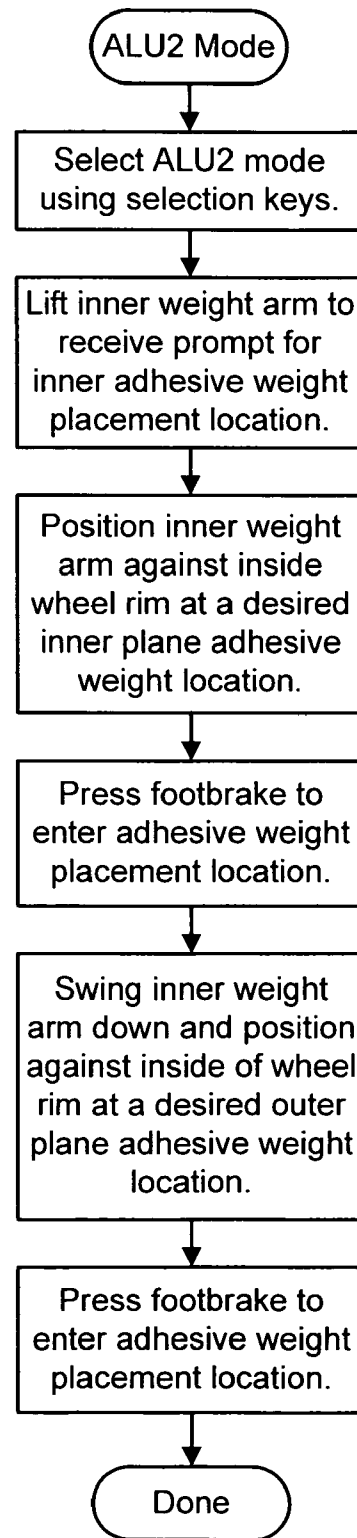 ALU2 Mode
Select ALU2 mode
using selection keys.
Lift inner weight arm to
receive prompt for
inner adhesive weight
placement location.
Position inner weight
arm against inside
wheel rim at a desired
inner plane adhesive
weight location.
Press footbrake to
enter adhesive weight
placement location.
Swing inner weight
arm down and position
against inside of wheel
rim at a desired outer
plane adhesive weight
location.
Press footbrake to
enter adhesive weight
placement location.
Done